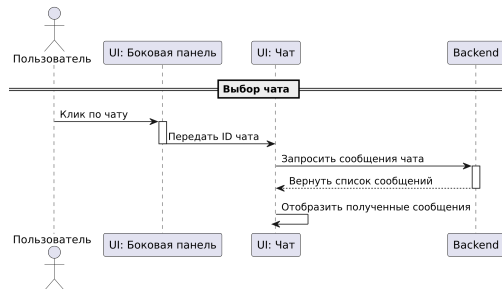 Пользователь
UI: Боковая панель
UI: Чат
Backend
Выбор чата
Клик по чату
Передать ID чата
Запросить сообщения чата
Вернуть список сообщений
Отобразить полученные сообщения
Пользователь
UI: Боковая панель
UI: Чат
Backend